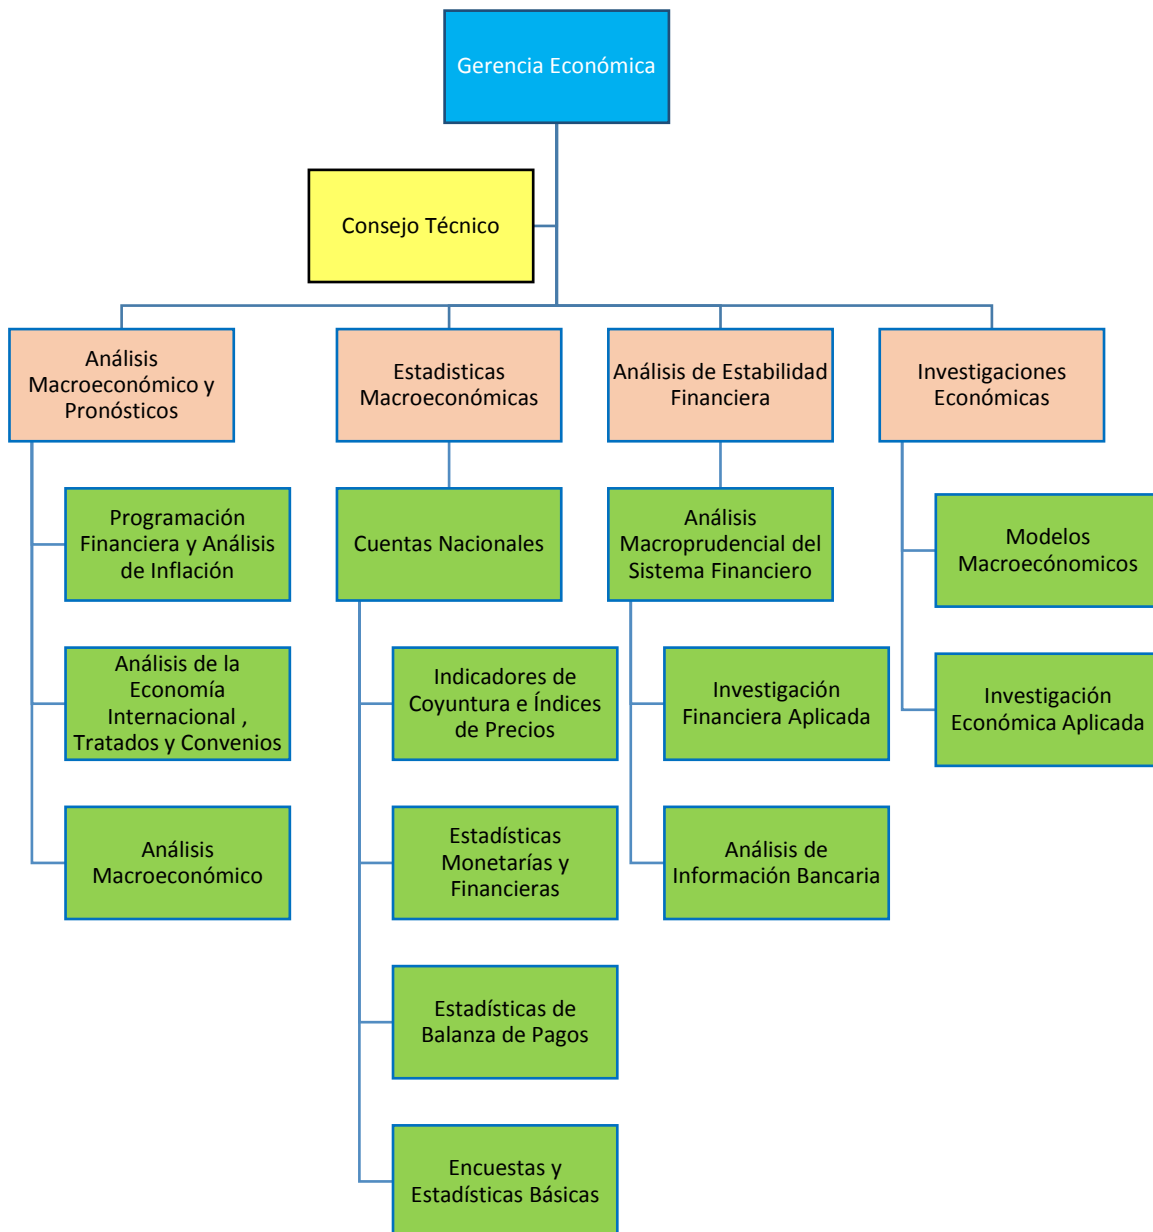 Gerencia Económica
Consejo Técnico
Análisis
Macroeconómico y
Pronósticos
Estadisticas
Macroeconómicas
Análisis de Estabilidad
Financiera
Investigaciones
Económicas
Programación
Financiera y Análisis
de Inflación
Cuentas Nacionales
Análisis
Macroprudencial del
Sistema Financiero
Modelos
Macroecónomicos
Análisis de la
Economía
Internacional ,
Tratados y Convenios
Indicadores de
Coyuntura e Índices
de Precios
Investigación
Financiera Aplicada
Investigación
Económica Aplicada
Análisis
Macroeconómico
Estadísticas
Monetarías y
Financieras
Análisis de
Información Bancaria
Estadísticas de
Balanza de Pagos
Encuestas y
Estadísticas Básicas